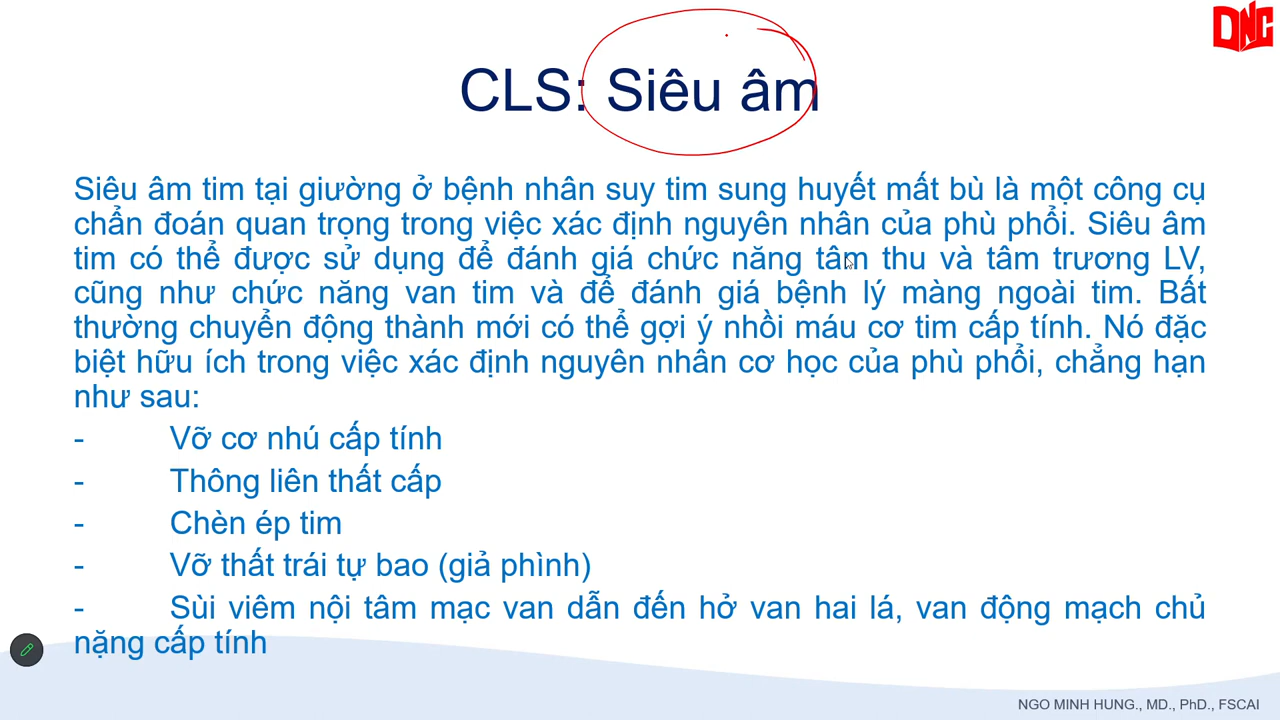 DNC
CLS: Siêu âm
Siêu âm tim tại giường ở bệnh nhân suy tim sung huyết mất bù là một công cụ
chẩn đoán quan trọng trong việc xác định nguyên nhân của phù phổi. Siêu âm
tim có thể được sử dụng để đánh giá chức năng tâm thu và tâm trương LV,
cũng như chức năng van tim và để đánh giá bệnh lý màng ngoài tim. Bất
thường chuyển động thành mới có thể gợi ý nhồi máu cơ tim cấp tính. Nó đặc
biệt hữu ích trong việc xác định nguyên nhân cơ học của phù phổi, chẳng hạn
như sau:
- Vỡ cơ nhú cấp tính
- Thông liên thất cấp
- Chèn ép tim
- Vỡ thất trái tự bao (giả phình)
- Sùi viêm nội tâm mạc van dẫn đến hở van hai lá, van động mạch chủ
nặng cấp tính
NGO MINH HUNG., MD., PhD., FSCAI